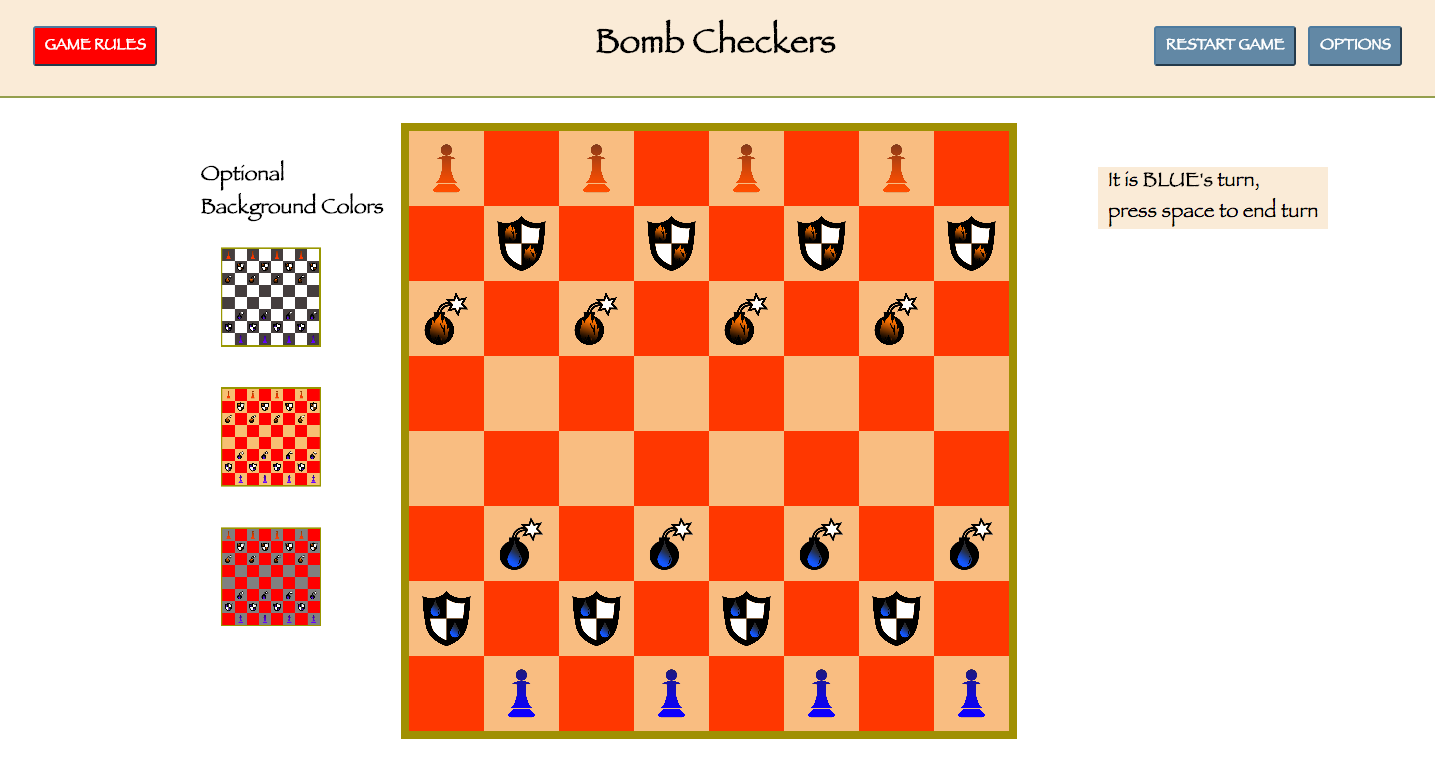 GAME RULES
Bomb Checkers
RESTART GAME
OPTIONS
Optional
Background Colors
It is BLUE's turn,
press space to end turn